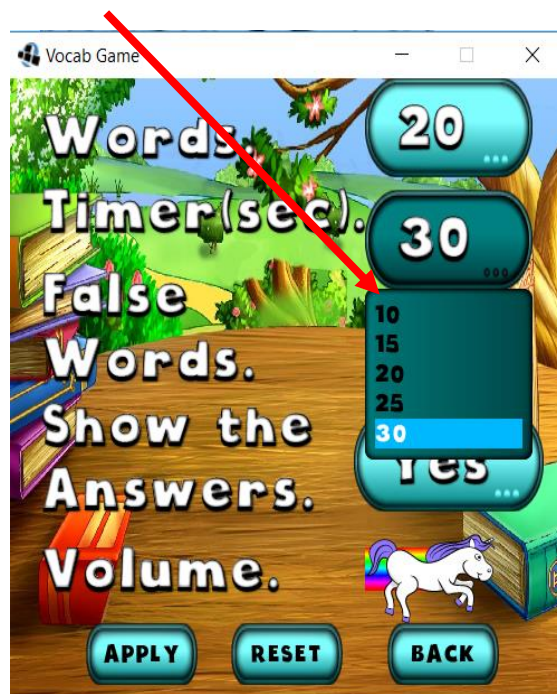 Vocab Game
Words. 20
Timer(sec). 30
False
Words.
10
15
20
25
30
Show the
Answers. Yes
Volume.
APPLY RESET BACK